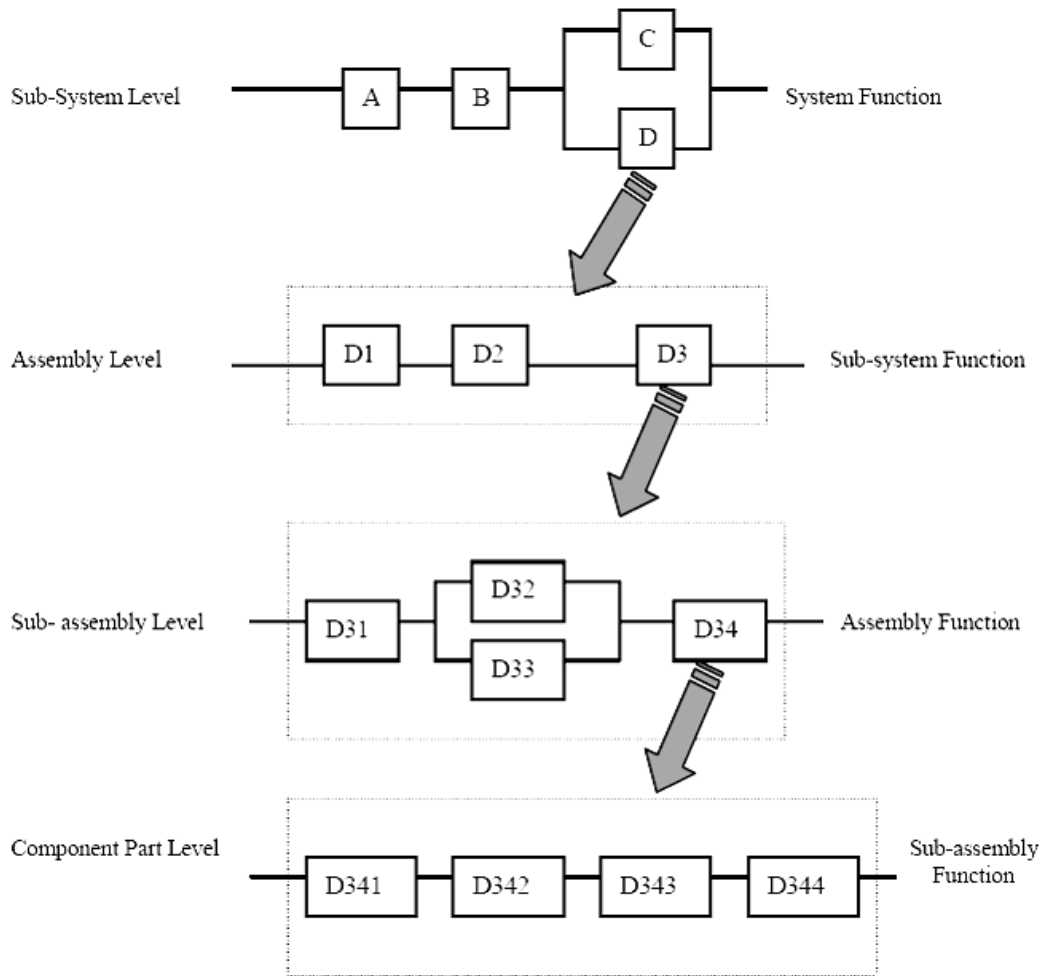 C
Sub-System Level
A
B
System Function
D
Assembly Level
D1
D2
D3
Sub-system Function
D32
Sub- assembly Level
D31
D34
Assembly Function
D33
Component Part Level
Sub-assembly
Function
D341
D342
D343
D344